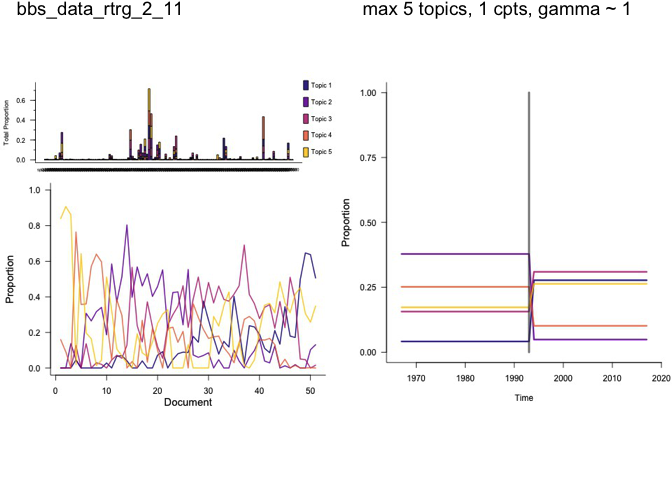 bbs_data_rtrg_2_11
max 5 topics, 1 cpts, gamma ~ 1
Total Proportion
0.6
0.4
0.2
0.0
Topic 1
Topic 2
Topic 3
Topic 4
Topic 5
Proportion
1.0
0.8
0.6
0.4
0.2
0.0
0 10 20 30 40 50
Document
Proportion
1.00
0.75
0.50
0.25
0.00
1970 1980 1990 2000 2010 2020
Time